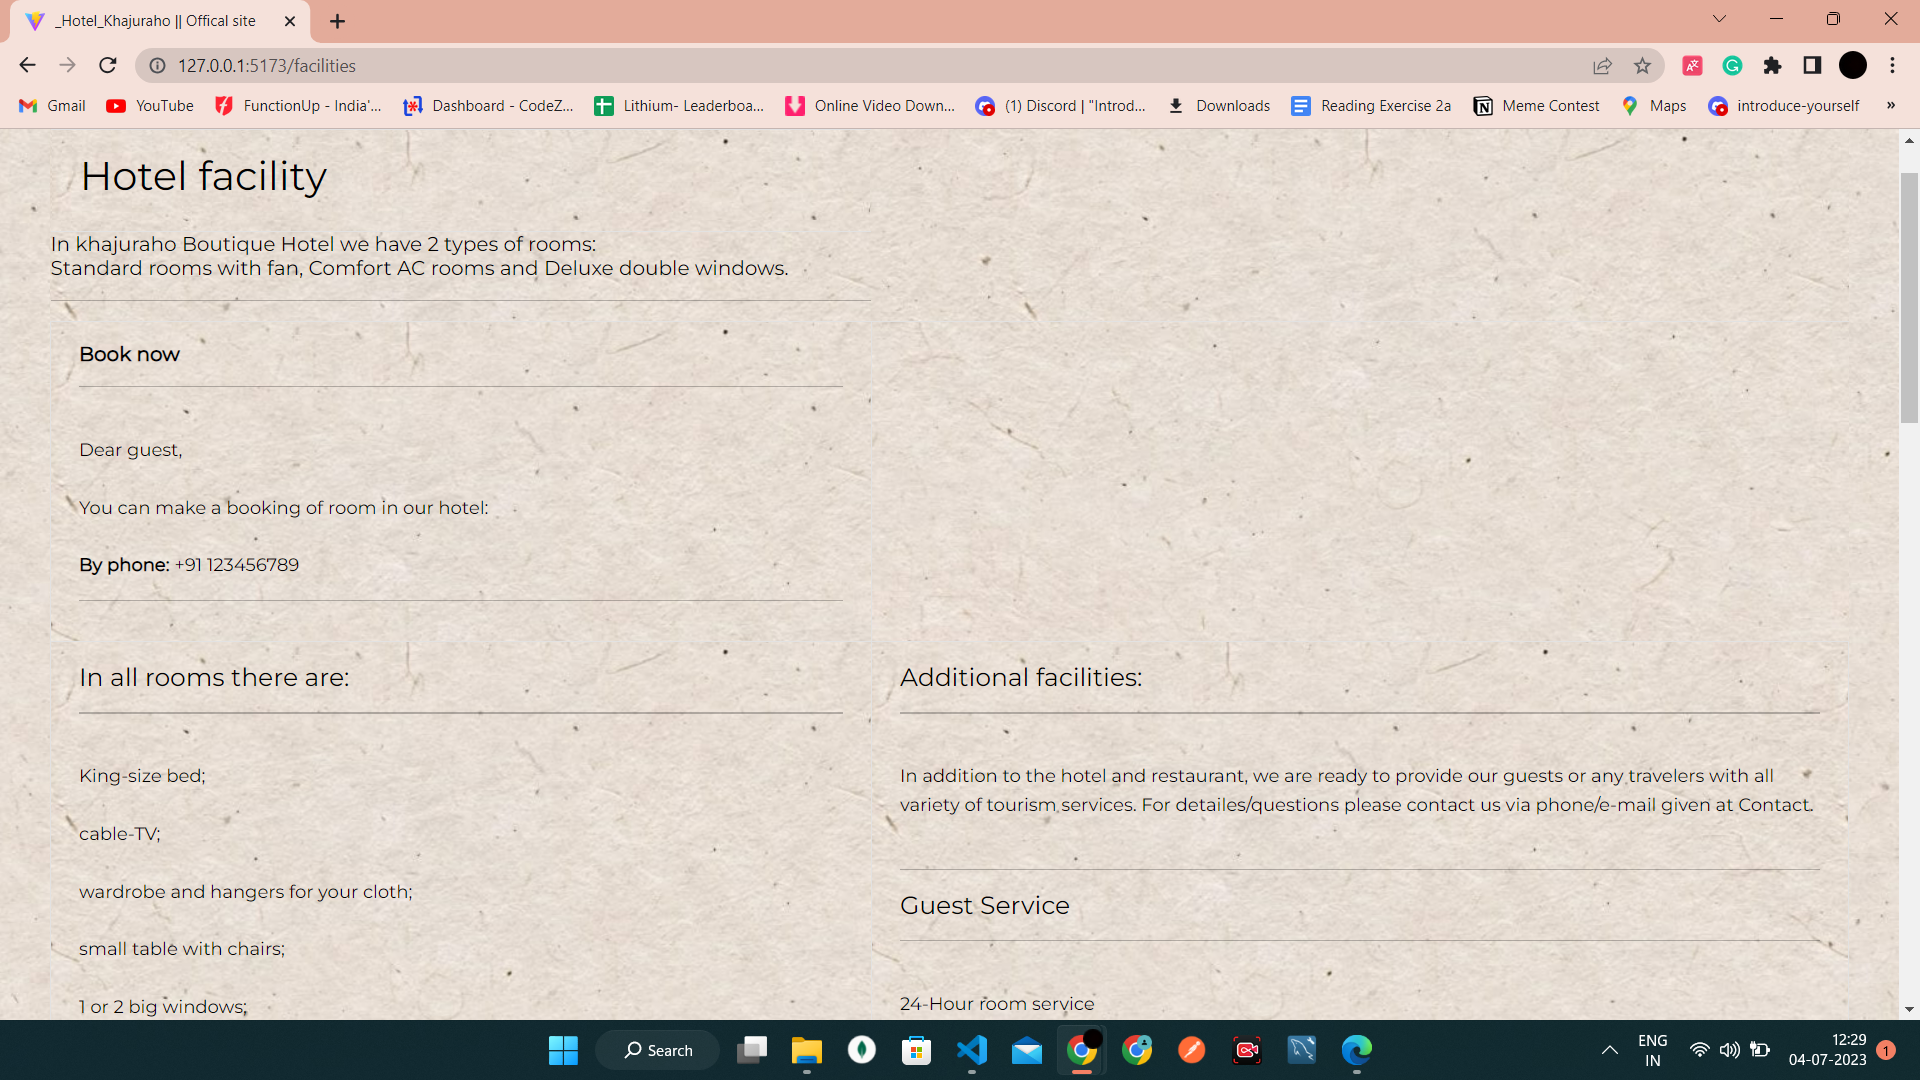 _Hotel_Khajuraho || Offical site
127.0.0.1:5173/facilities
Gmail
YouTube
FunctionUp - India'...
Dashboard - CodeZ...
Lithium- Leaderboa...
Online Video Down...
(1) Discord | "Introd...
Downloads
Reading Exercise 2a
Meme Contest
Maps
introduce-yourself
»
Hotel facility
In khajuraho Boutique Hotel we have 2 types of rooms:
Standard rooms with fan, Comfort AC rooms and Deluxe double windows.
Book now
Dear guest,
You can make a booking of room in our hotel:
By phone: +91 123456789
In all rooms there are:
King-size bed;
cable-TV;
wardrobe and hangers for your cloth;
small table with chairs;
1 or 2 big windows;
Additional facilities:
In addition to the hotel and restaurant, we are ready to provide our guests or any travelers with all
variety of tourism services. For detailes/questions please contact us via phone/e-mail given at Contact.
Guest Service
24-Hour room service
Search
ENG
IN
12:29
04-07-2023
1